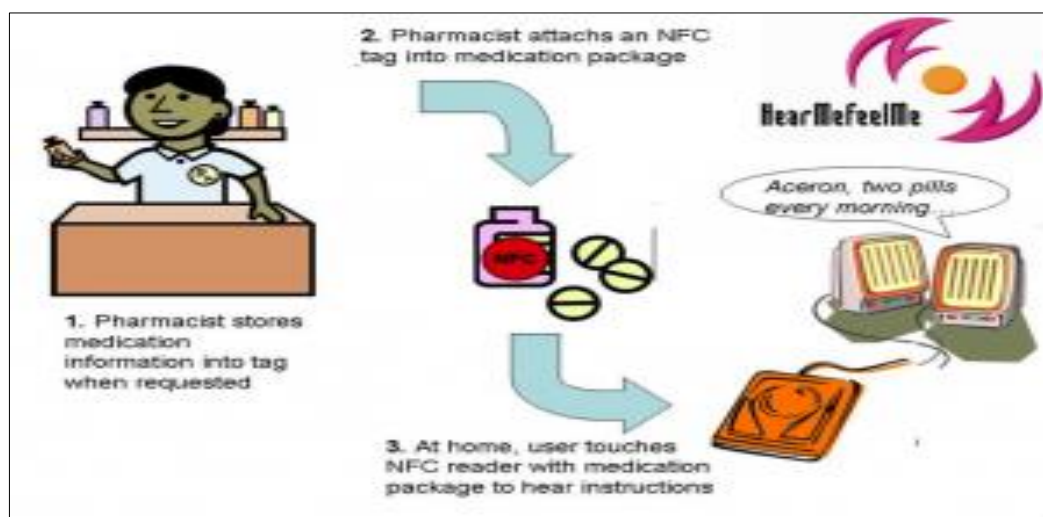 1. Pharmacist stores
medication
information into tag
when requested
2. Pharmacist attachs an NFC
tag into medication package
NFC
3. At home, user touches
NFC reader with medication
package to hear instructions
HearMeFeelMe
Aceron, two pills
every morning...